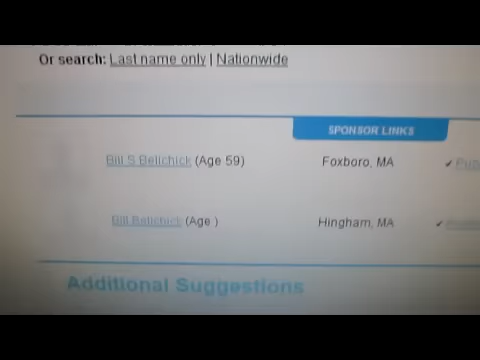 Or search: Last name only | Nationwide
SPONSOR LINKS
Bill S Belichick (Age 59) Foxboro, MA ✔
Bill Belichick (Age ) Hingham, MA ✔
Additional Suggestions